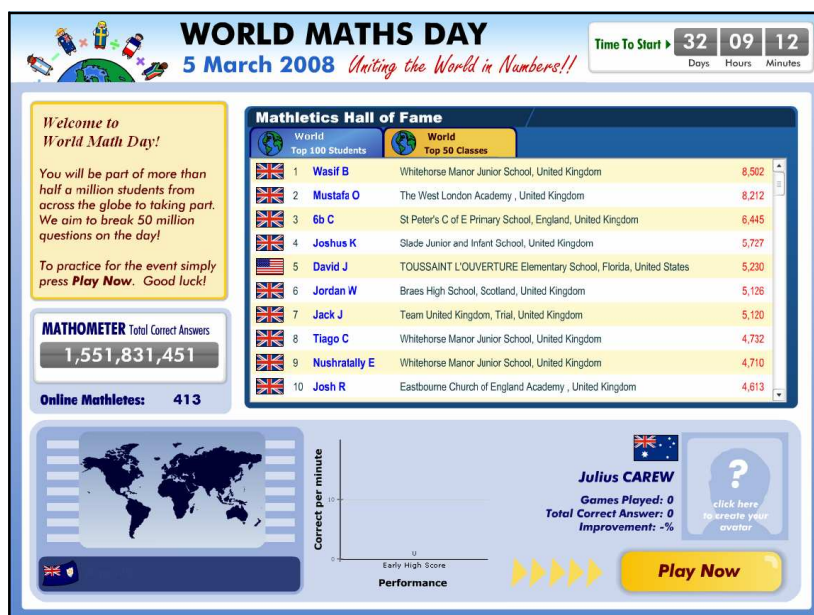 WORLD MATHS DAY
5 March 2008 Uniting the World in Numbers!!
Time To Start
32 09 12
Days Hours Minutes
Welcome to
World Math Day!
You will be part of more than
half a million students from
across the globe to taking part.
We aim to break 50 million
questions on the day!
To practice for the event simply
press Play Now. Good luck!
MATHOMETER Total Correct Answers
1,551,831,451
Online Mathletes: 413
Mathletics Hall of Fame
World
Top 100 Students
World
Top 50 Classes
1 Wasif B Whitehorse Manor Junior School, United Kingdom 8,502
2 Mustafa O The West London Academy , United Kingdom 8,212
3 6b C St Peter's C of E Primary School, England, United Kingdom 6,445
4 Joshus K Slade Junior and Infant School, United Kingdom 5,727
5 David J TOUSSAINT L'OUVERTURE Elementary School, Florida, United States 5,230
6 Jordan W Braes High School, Scotland, United Kingdom 5,126
7 Jack J Team United Kingdom, Trial, United Kingdom 5,120
8 Tiago C Whitehorse Manor Junior School, United Kingdom 4,732
9 Nushratally E Whitehorse Manor Junior School, United Kingdom 4,710
10 Josh R Eastbourne Church of England Academy , United Kingdom 4,613
Correct per minute
10
0
0
Early High Score
Performance
Julius CAREW
Games Played: 0
Total Correct Answer: 0
Improvement: -%
?
click here
to create your
avatar
Play Now